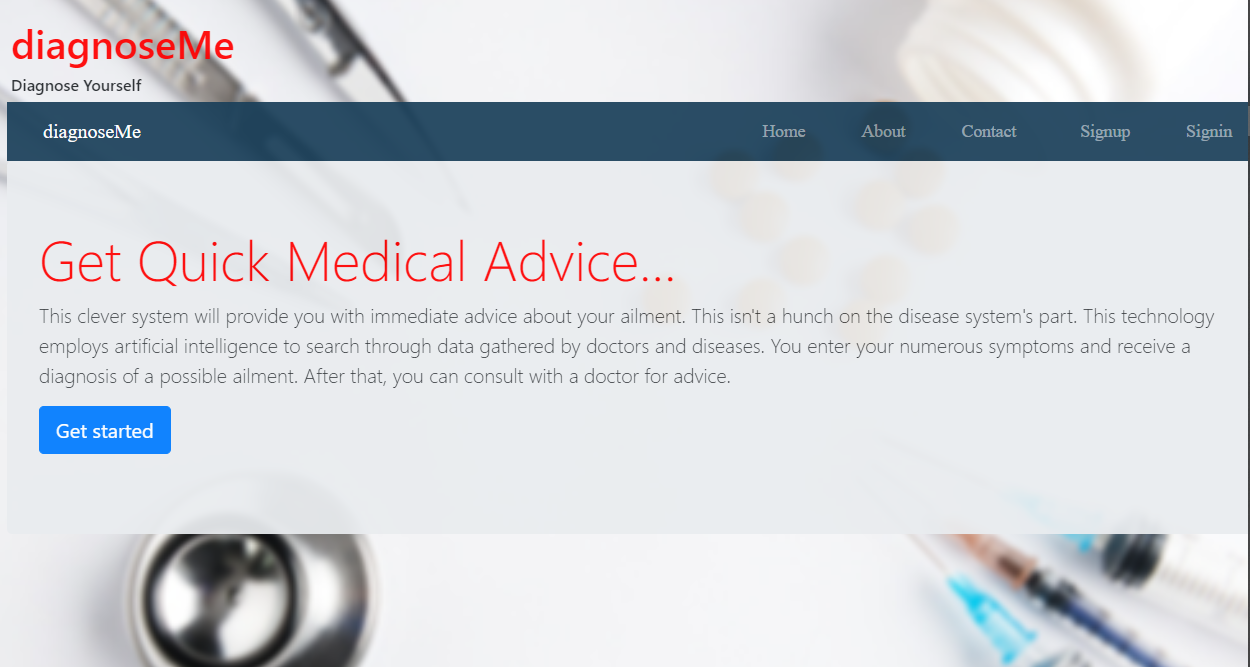 diagnoseMe
Diagnose Yourself
diagnoseMe Home About Contact Signup Signin
Get Quick Medical Advice...
This clever system will provide you with immediate advice about your ailment. This isn't a hunch on the disease system's part. This technology
employs artificial intelligence to search through data gathered by doctors and diseases. You enter your numerous symptoms and receive a
diagnosis of a possible ailment. After that, you can consult with a doctor for advice.
Get started